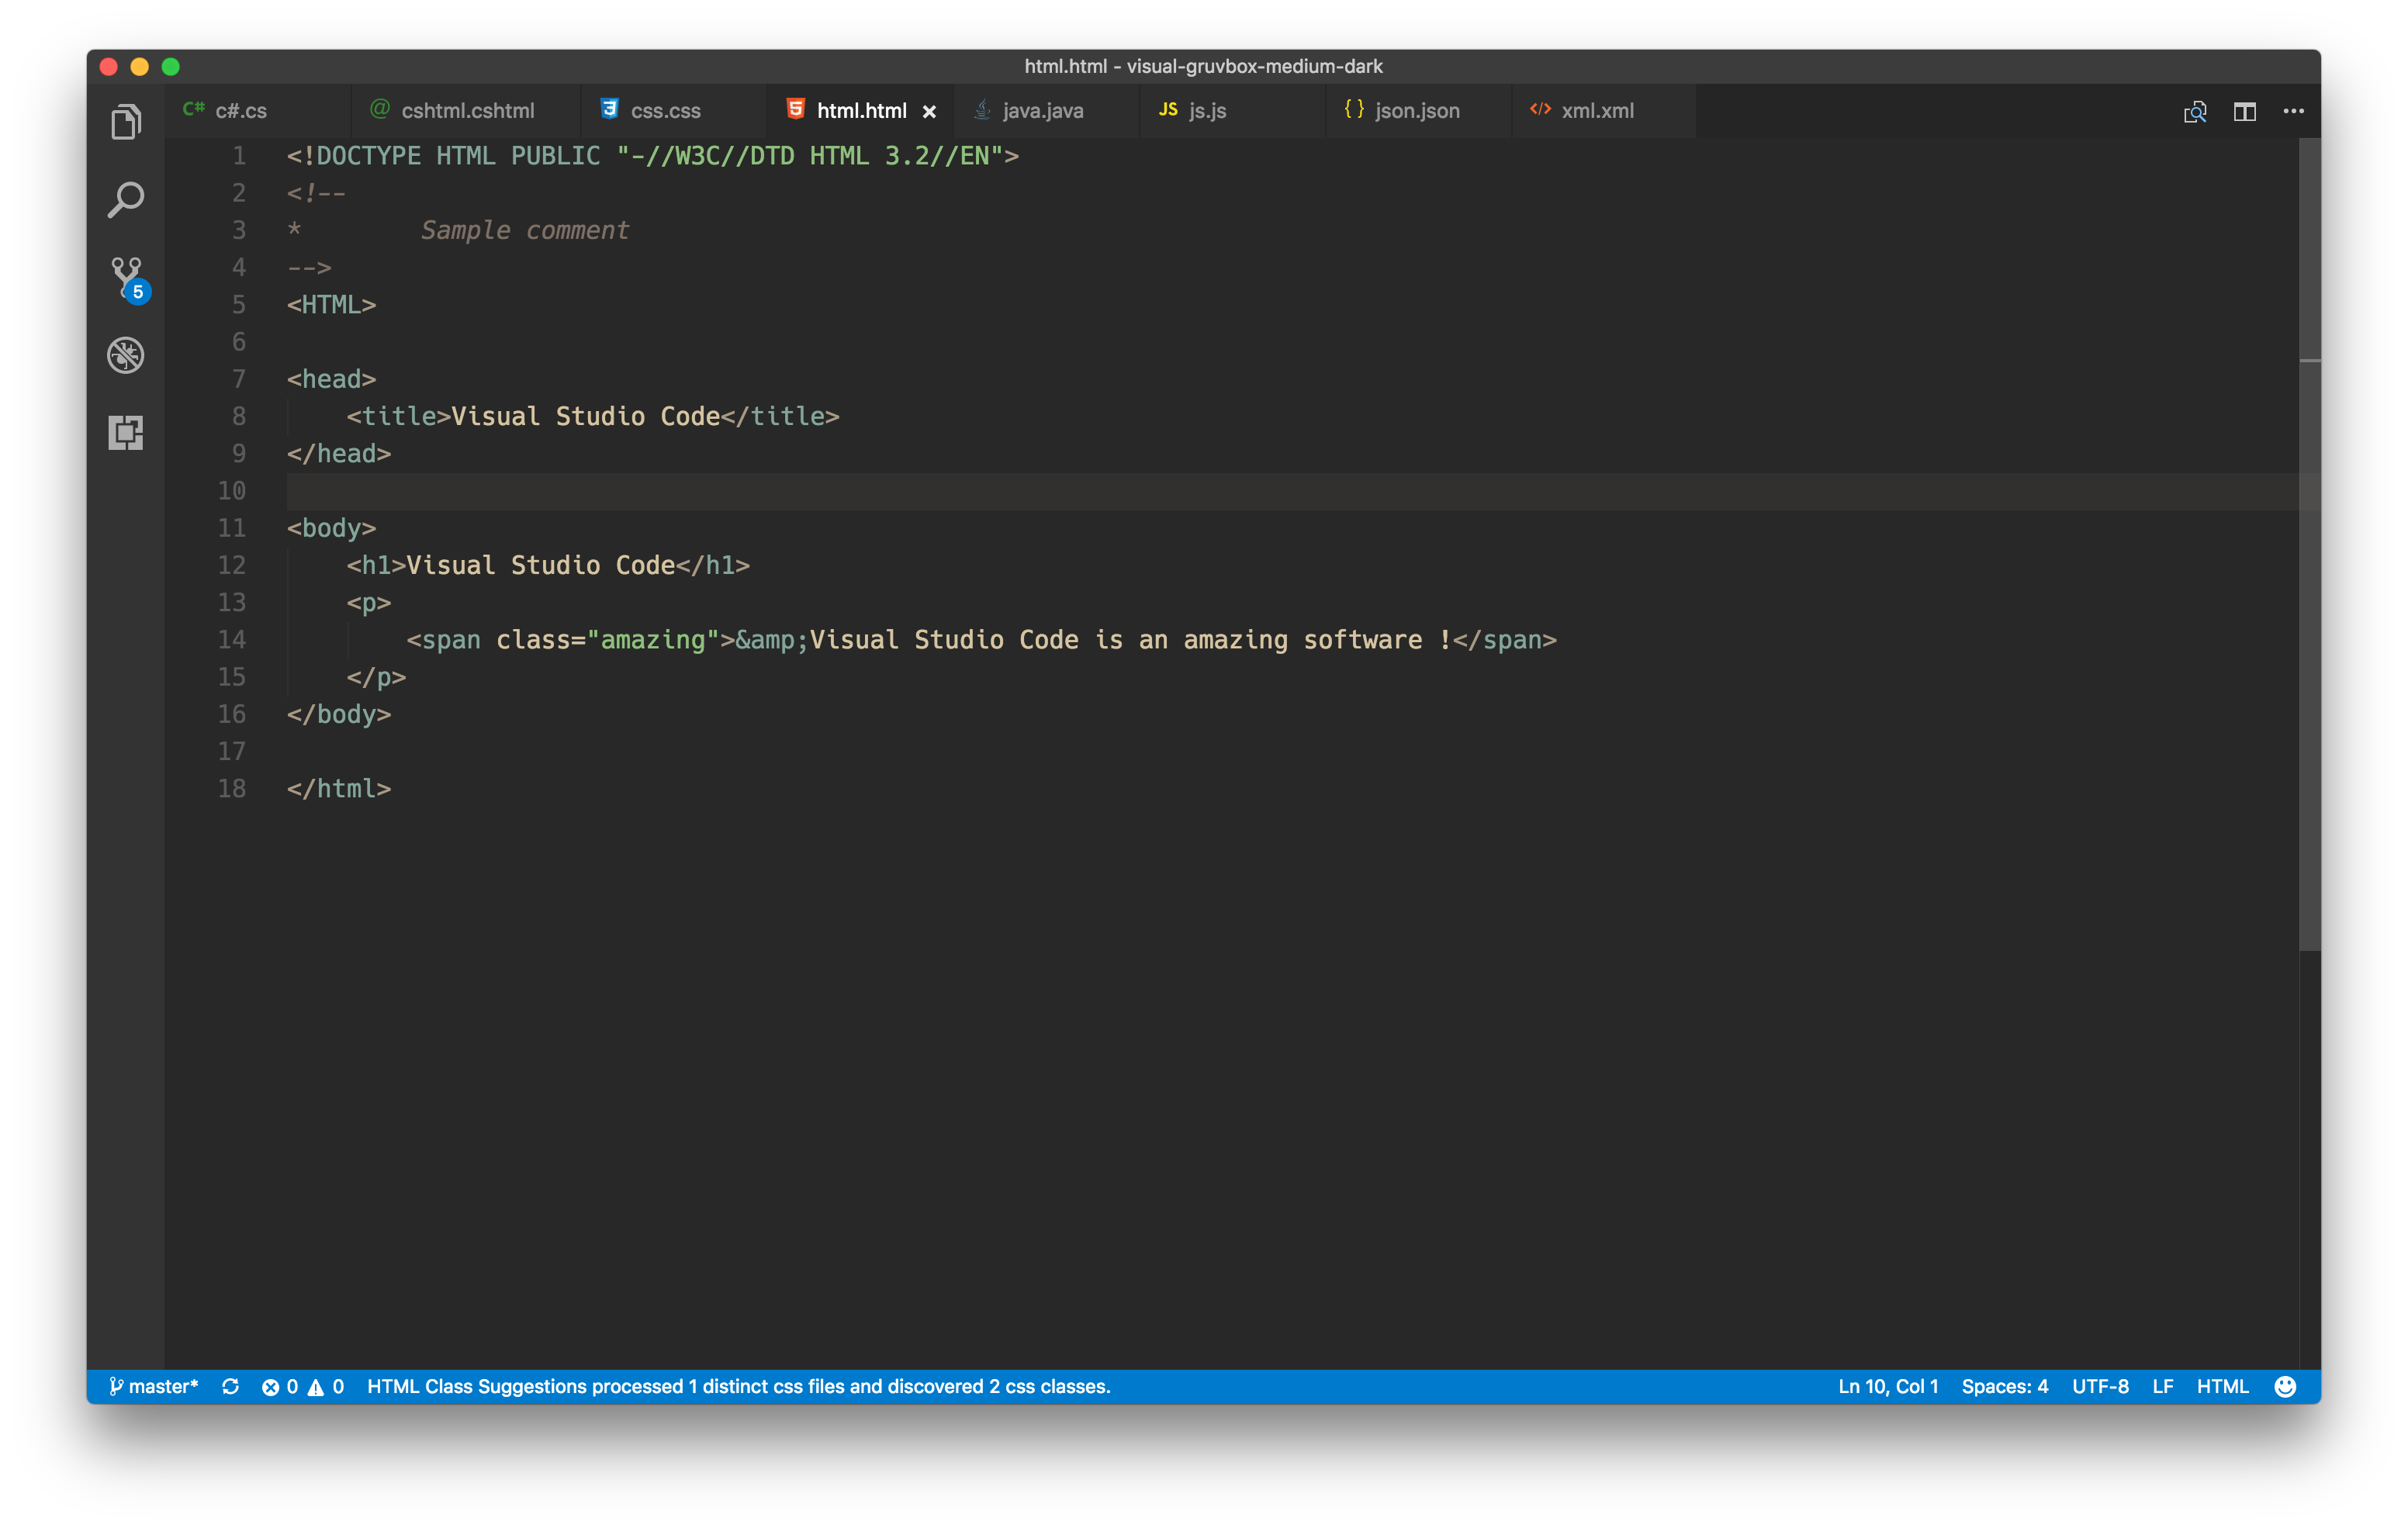 html.html - visual-gruvbox-medium-dark
C# c#.cs @ cshtml.cshtml 3 css.css 5 html.html × java.java JS js.js { } json.json </> xml.xml ···
1 <!DOCTYPE HTML PUBLIC "-//W3C//DTD HTML 3.2//EN">
2 <!--
3 *        Sample comment
4 -->
5 <HTML>
6
7 <head>
8     <title>Visual Studio Code</title>
9 </head>
10
11 <body>
12     <h1>Visual Studio Code</h1>
13     <p>
14         <span class="amazing">&amp;Visual Studio Code is an amazing software !</span>
15     </p>
16 </body>
17
18 </html>
5
master* 0 0 HTML Class Suggestions processed 1 distinct css files and discovered 2 css classes. Ln 10, Col 1 Spaces: 4 UTF-8 LF HTML